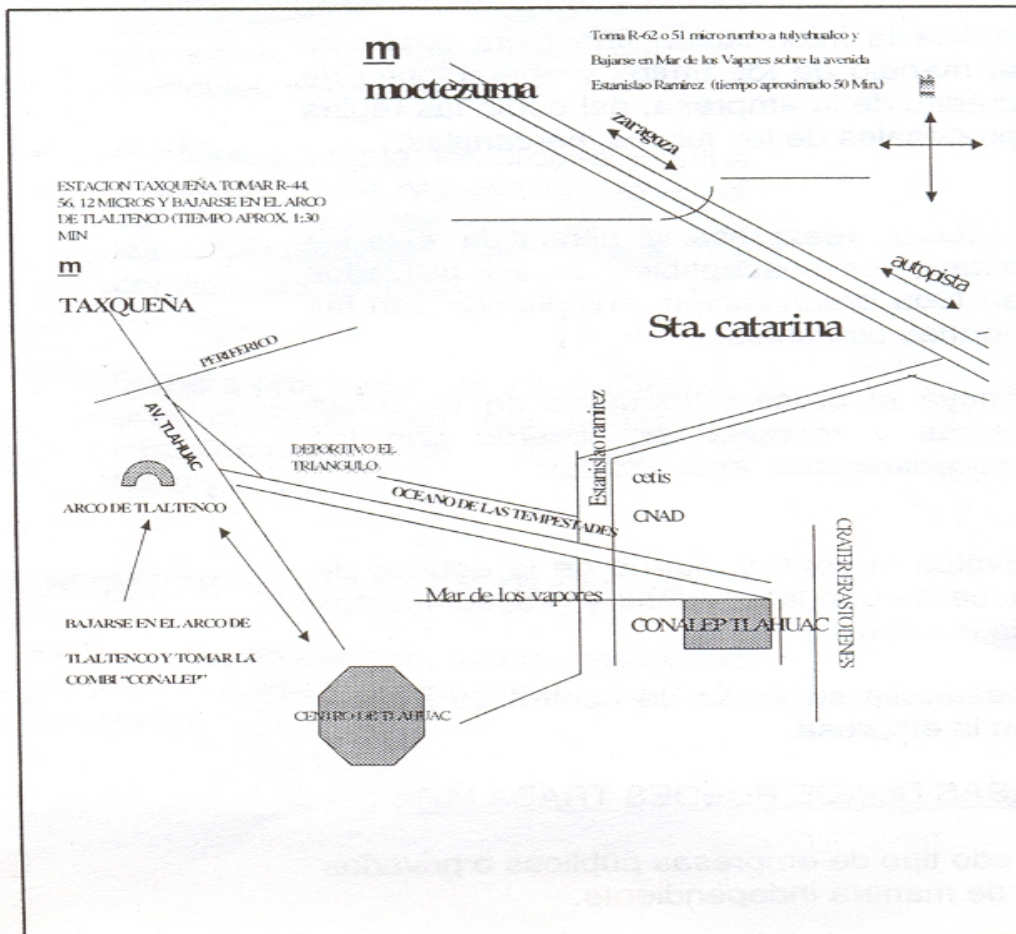 m
moctezuma
Toma R-62 o 51 micro rumbo a tulyehualco y
Bajarse en Mar de los Vapores sobre la avenida
Estanislao Ramirez (tiempo aproximado 50 Min.)
zaragoza
ESTACION TAXQUEÑA TOMAR R-44,
56, 12 MICROS Y BAJARSE EN EL ARCO
DE TLALTENCO (TIEMPO APROX. 1:30
MIN
m
TAXQUEÑA
autopista
Sta. catarina
PERIFERICO
AV. TLAHUAC
Estanislao ramirez
DEPORTIVO EL
TRIANGULO
cetis
OCEANO DE LAS TEMPESTADES
CNAD
ARCO DE TLALTENCO
CRATER ERASTONES
Mar de los vapores
CONALEP TLAHUAC
BAJARSE EN EL ARCO DE
TLALTENCO Y TOMAR LA
COMBI “CONALEP”
CENTRO DE TLAHUAC